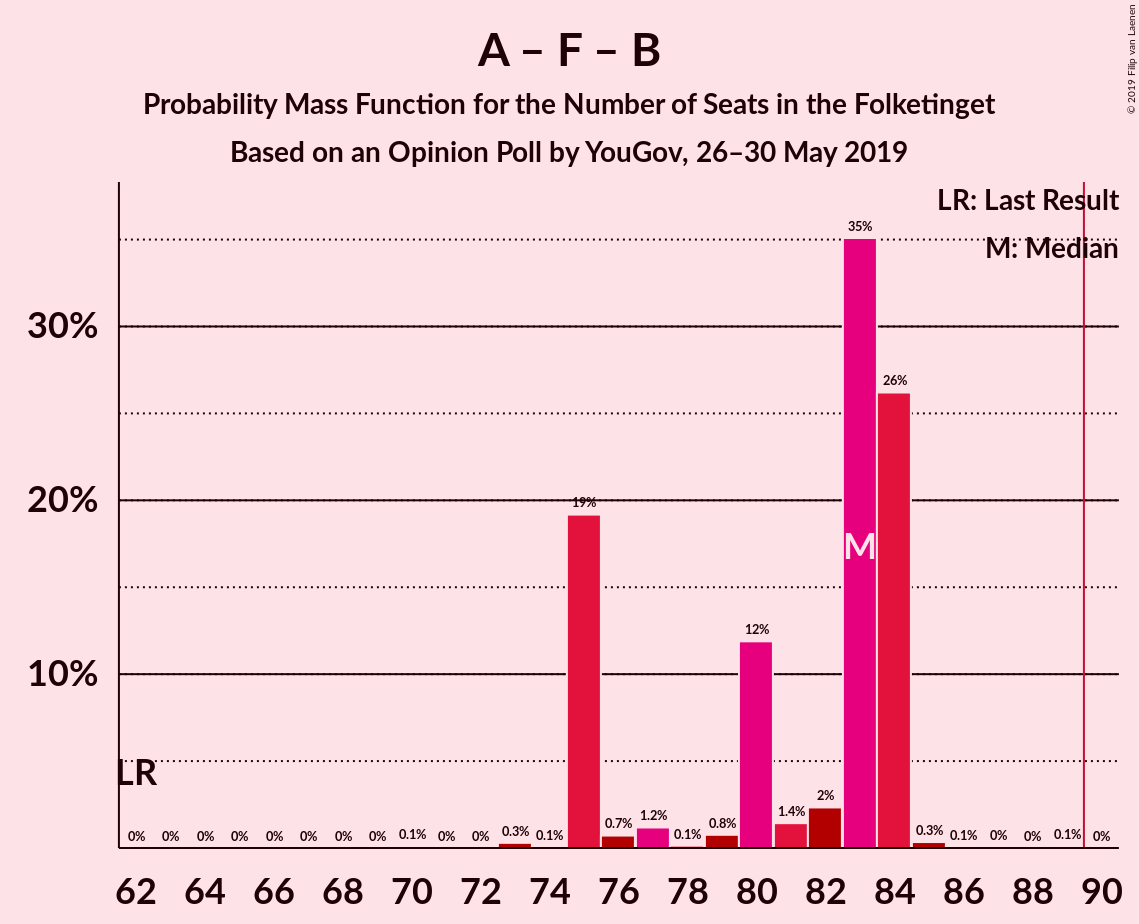 A – F – B
Probability Mass Function for the Number of Seats in the Folketinget
Based on an Opinion Poll by YouGov, 26–30 May 2019
© 2019 Filip van Laenen
LR: Last Result
M: Median
30%
20%
10%
LR
M
0% 0% 0% 0% 0% 0% 0% 0% 0.1% 0% 0% 0.3% 0.1% 19% 0.7% 1.2% 0.1% 0.8% 12% 1.4% 2% 35% 26% 0.3% 0.1% 0% 0% 0.1% 0%
62 64 66 68 70 72 74 76 78 80 82 84 86 88 90